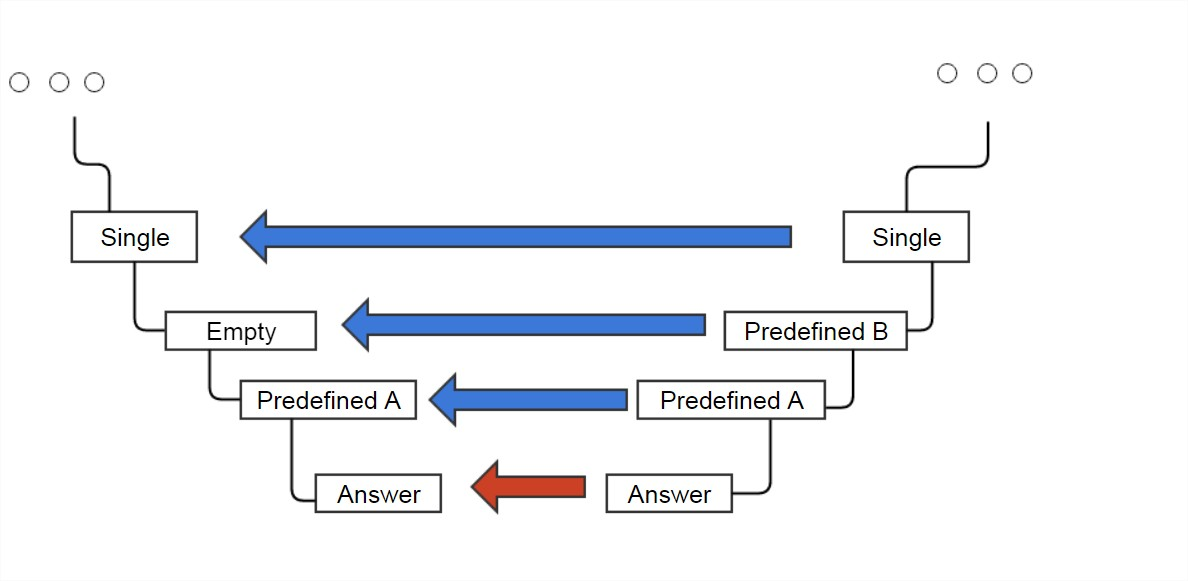 Single
Single
Empty
Predefined B
Predefined A
Predefined A
Answer
Answer